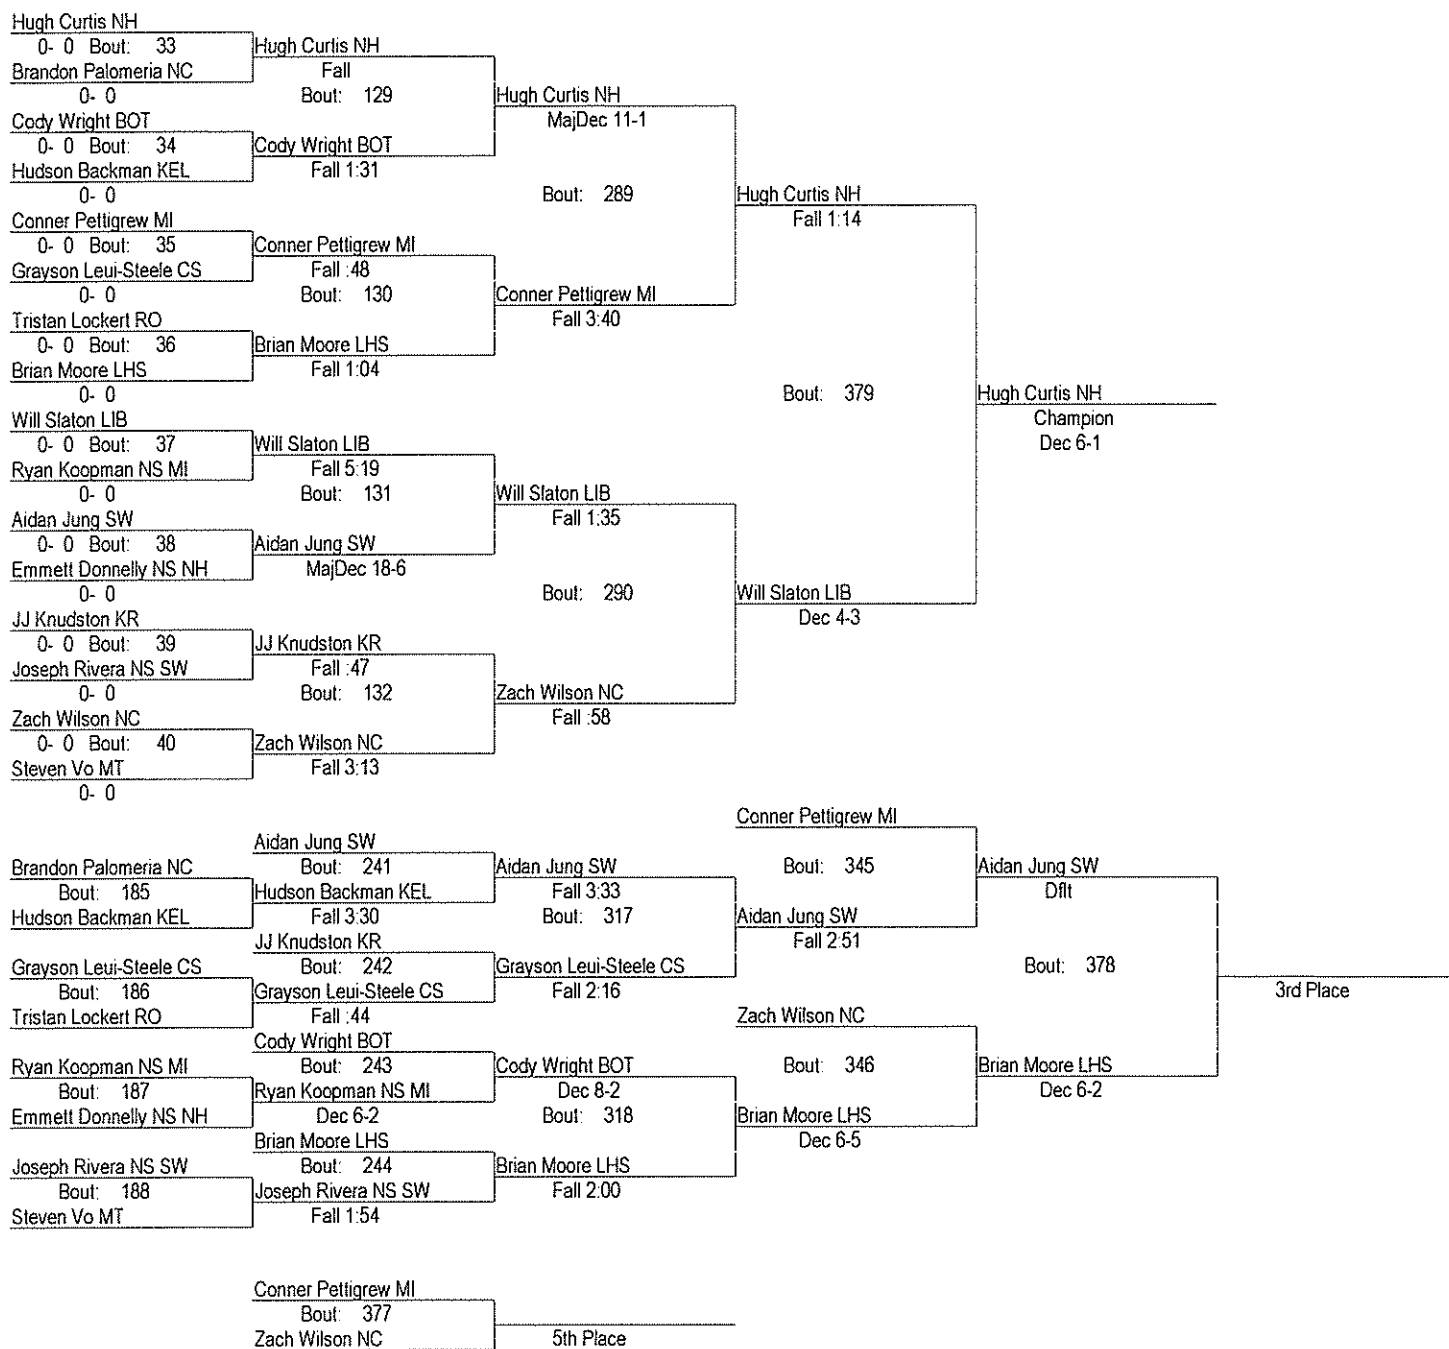 Hugh Curtis NH
0- 0 Bout: 33
Brandon Palomeria NC
0- 0
Cody Wright BOT
0- 0 Bout: 34
Hudson Backman KEL
0- 0
Conner Pettigrew MI
0- 0 Bout: 35
Grayson Leui-Steele CS
0- 0
Tristan Lockert RO
0- 0 Bout: 36
Brian Moore LHS
0- 0
Will Slaton LIB
0- 0 Bout: 37
Ryan Koopman NS MI
0- 0
Aidan Jung SW
0- 0 Bout: 38
Emmett Donnelly NS NH
0- 0
JJ Knudston KR
0- 0 Bout: 39
Joseph Rivera NS SW
0- 0
Zach Wilson NC
0- 0 Bout: 40
Steven Vo MT
0- 0
Hugh Curtis NH
Fall
Bout: 129
Cody Wright BOT
Fall 1:31
Conner Pettigrew MI
Fall :48
Bout: 130
Brian Moore LHS
Fall 1:04
Will Slaton LIB
Fall 5:19
Bout: 131
Aidan Jung SW
MajDec 18-6
JJ Knudston KR
Fall :47
Bout: 132
Zach Wilson NC
Fall 3:13
Hugh Curtis NH
MajDec 11-1
Bout: 289
Conner Pettigrew MI
Fall 3:40
Will Slaton LIB
Fall 1:35
Bout: 290
Zach Wilson NC
Fall :58
Hugh Curtis NH
Fall 1:14
Bout: 379
Will Slaton LIB
Dec 4-3
Hugh Curtis NH
Champion
Dec 6-1
Brandon Palomeria NC
Bout: 185
Hudson Backman KEL
Grayson Leui-Steele CS
Bout: 186
Tristan Lockert RO
Ryan Koopman NS MI
Bout: 187
Emmett Donnelly NS NH
Joseph Rivera NS SW
Bout: 188
Steven Vo MT
Aidan Jung SW
Bout: 241
Hudson Backman KEL
Fall 3:30
JJ Knudston KR
Bout: 242
Grayson Leui-Steele CS
Fall :44
Cody Wright BOT
Bout: 243
Ryan Koopman NS MI
Dec 6-2
Brian Moore LHS
Bout: 244
Joseph Rivera NS SW
Fall 1:54
Aidan Jung SW
Fall 3:33
Bout: 317
Grayson Leui-Steele CS
Fall 2:16
Cody Wright BOT
Dec 8-2
Bout: 318
Brian Moore LHS
Fall 2:00
Conner Pettigrew MI
Bout: 345
Aidan Jung SW
Fall 2:51
Zach Wilson NC
Bout: 346
Brian Moore LHS
Dec 6-5
Aidan Jung SW
Dflt
Bout: 378
Brian Moore LHS
Dec 6-2
3rd Place
Conner Pettigrew MI
Bout: 377
Zach Wilson NC
5th Place